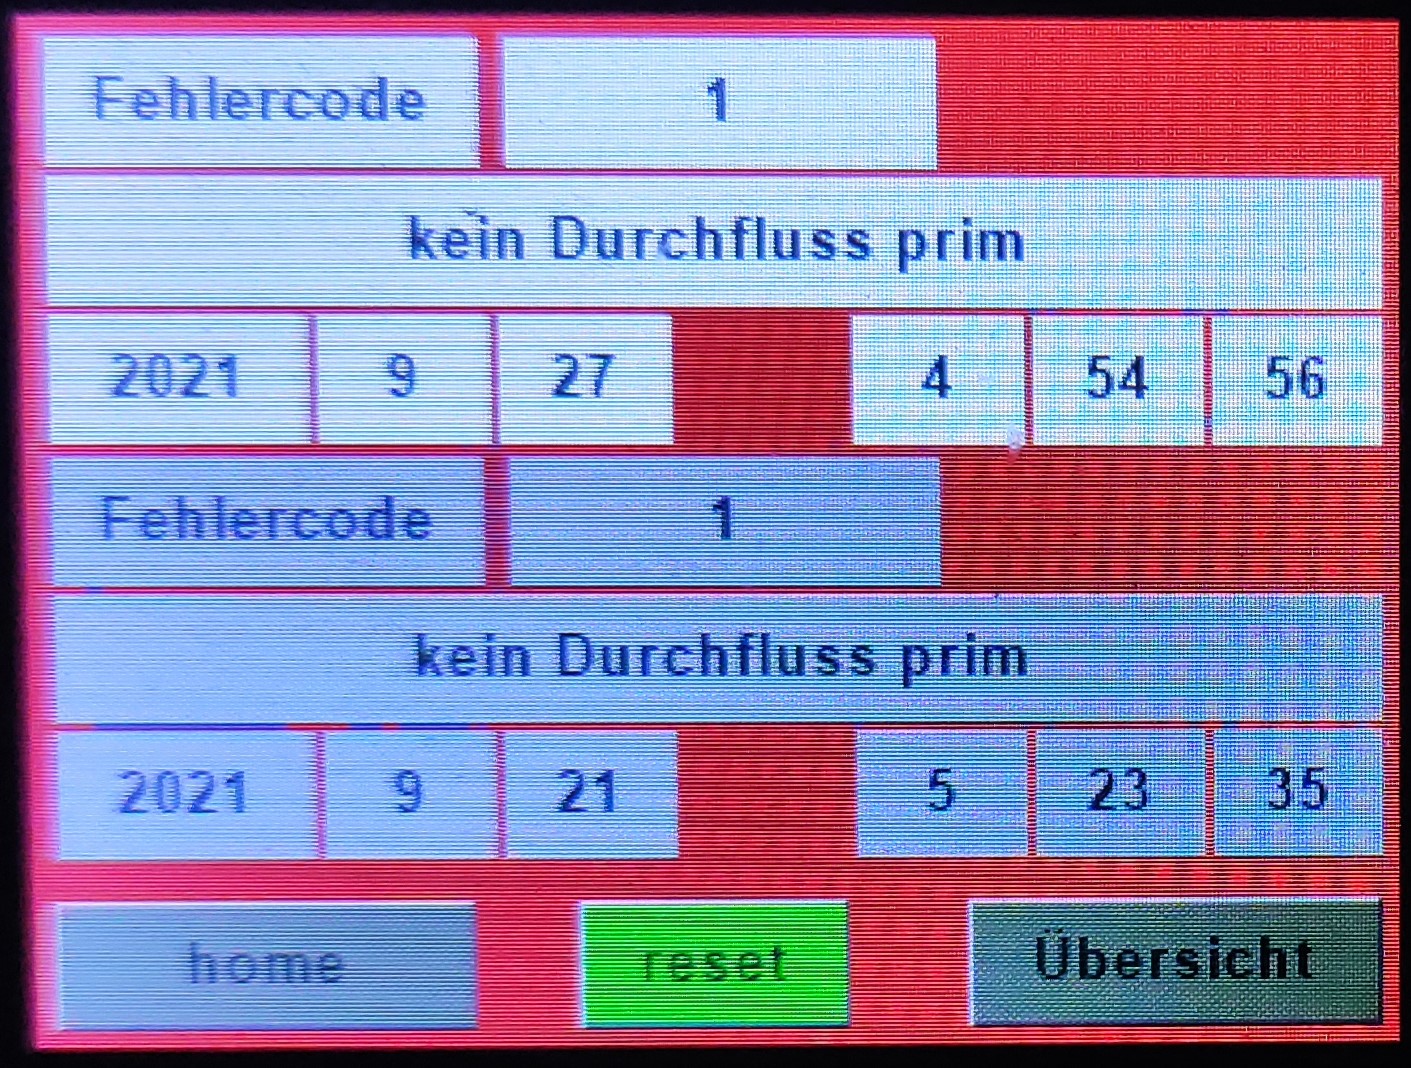 Fehlercode 1
kein Durchfluss prim
2021 9 27 4 54 56
Fehlercode 1
kein Durchfluss prim
2021 9 21 5 23 35
home reset Übersicht